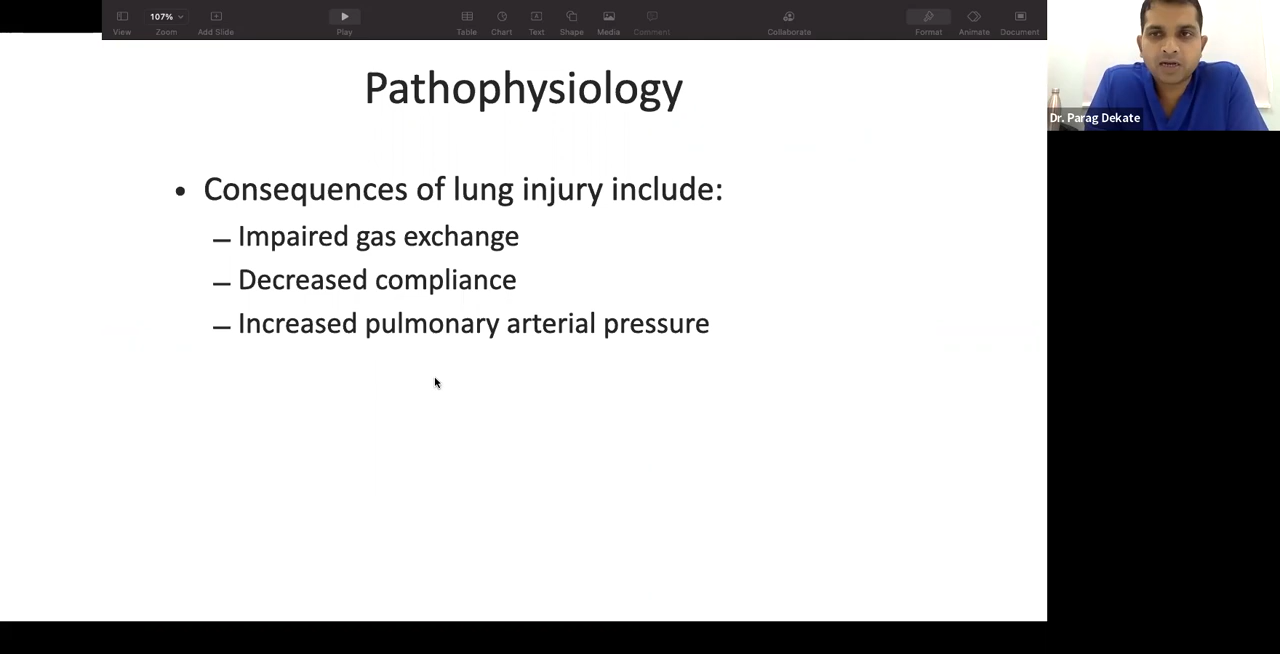 107%
View
Zoom
Add Slide
Play
Table
Chart
Text
Shape
Media
Comment
Collaborate
Format
Animate
Document
Pathophysiology
• Consequences of lung injury include:
– Impaired gas exchange
– Decreased compliance
– Increased pulmonary arterial pressure
Dr. Parag Dekate